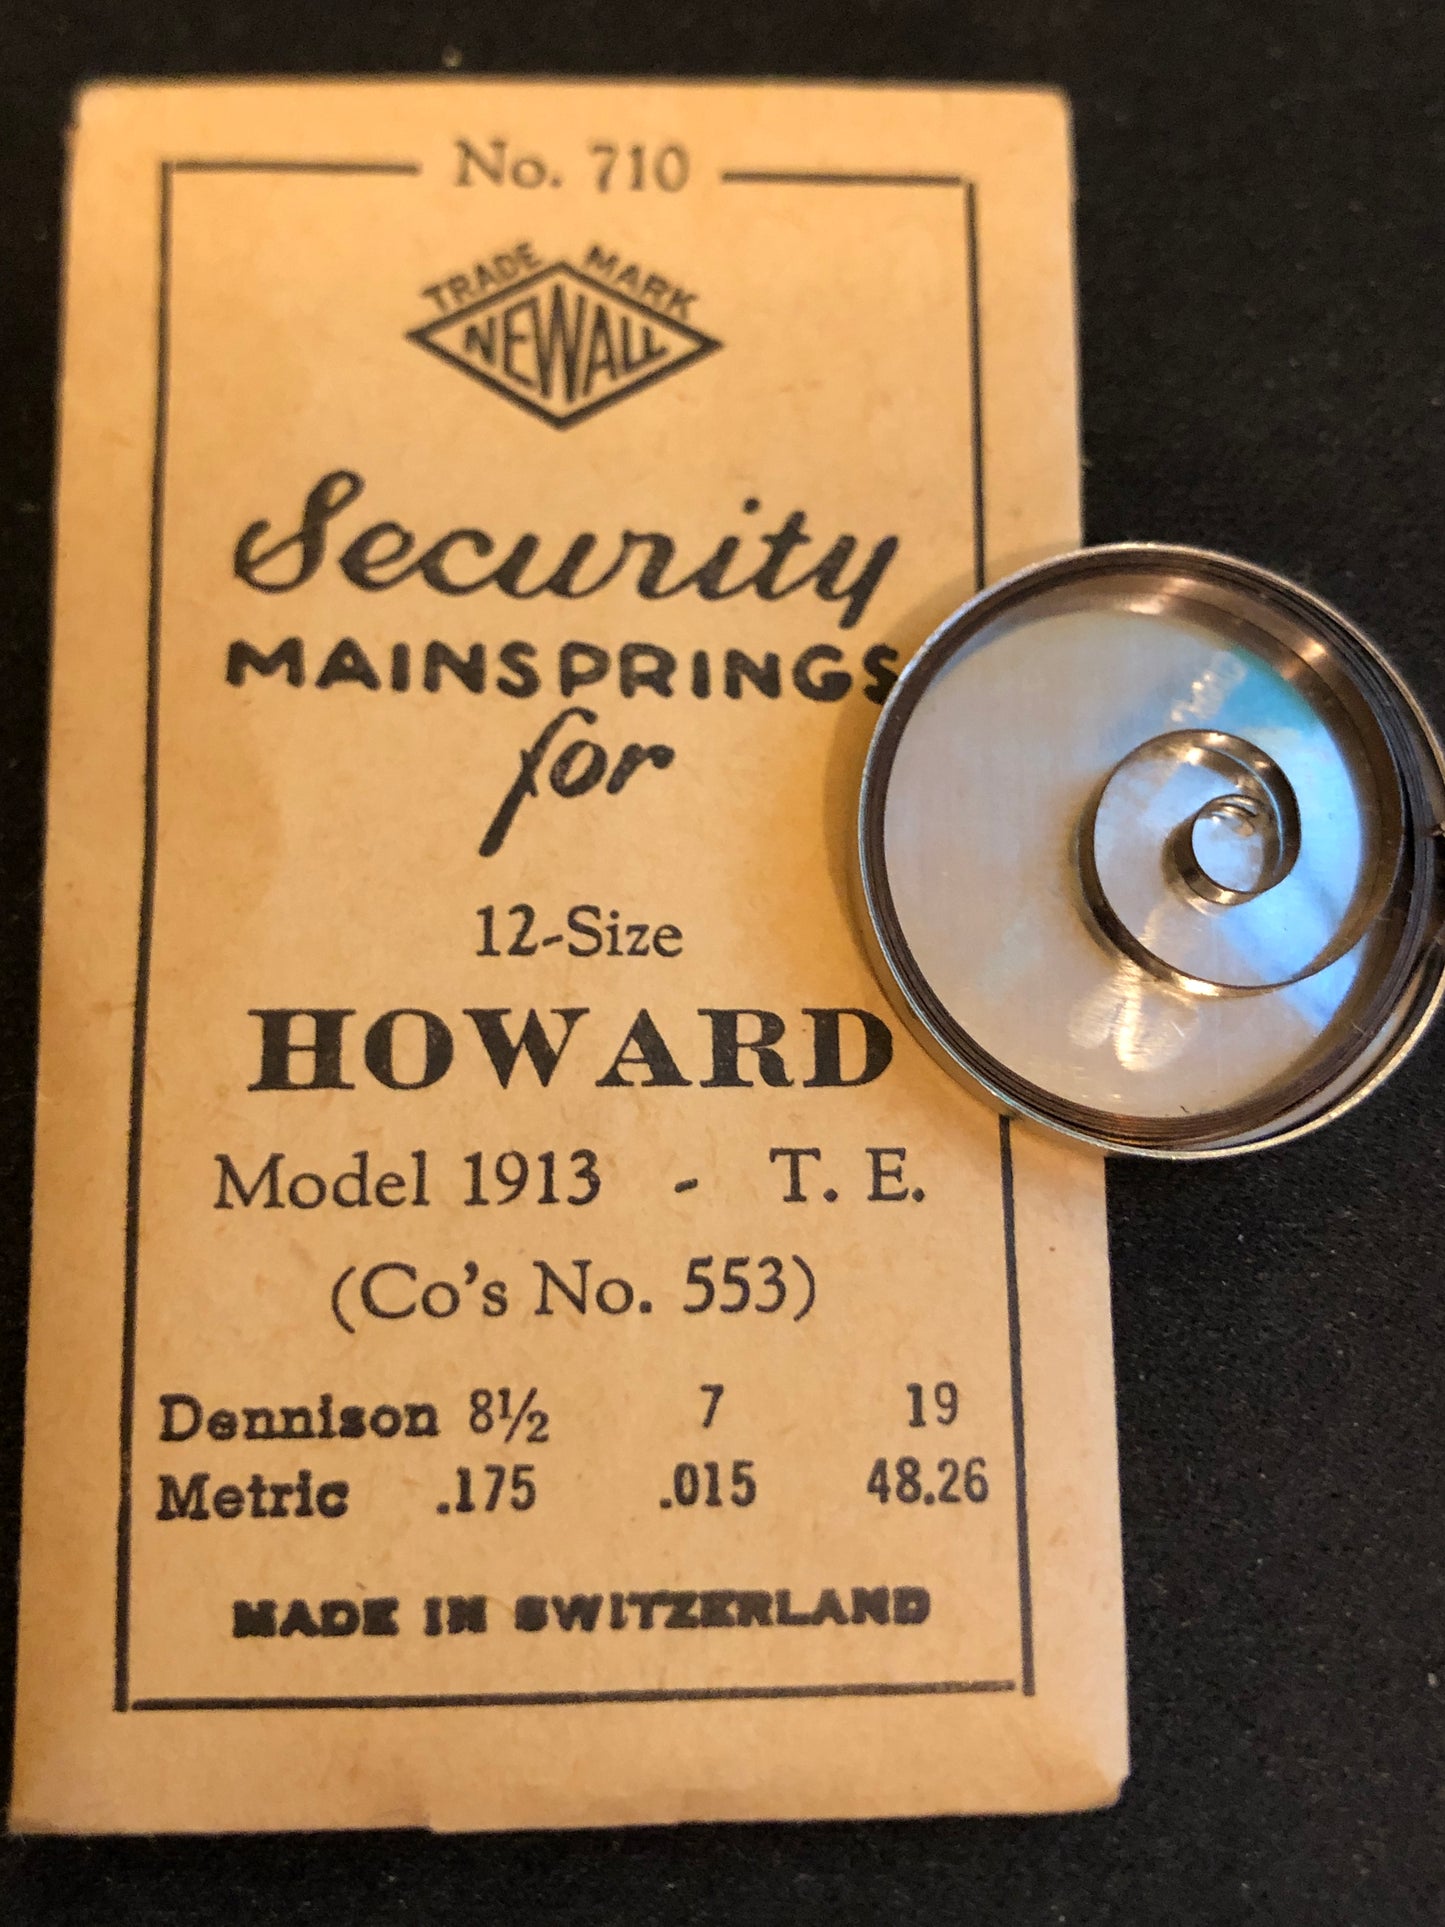 No. 710
TRADE MARK
NEWALL
Security
MAINSPRINGS
for
12-Size
HOWARD
Model 1913 - T. E.
(Co's No. 553)
Dennison 8½ 7 19
Metric .175 .015 48.26
MADE IN SWITZERLAND